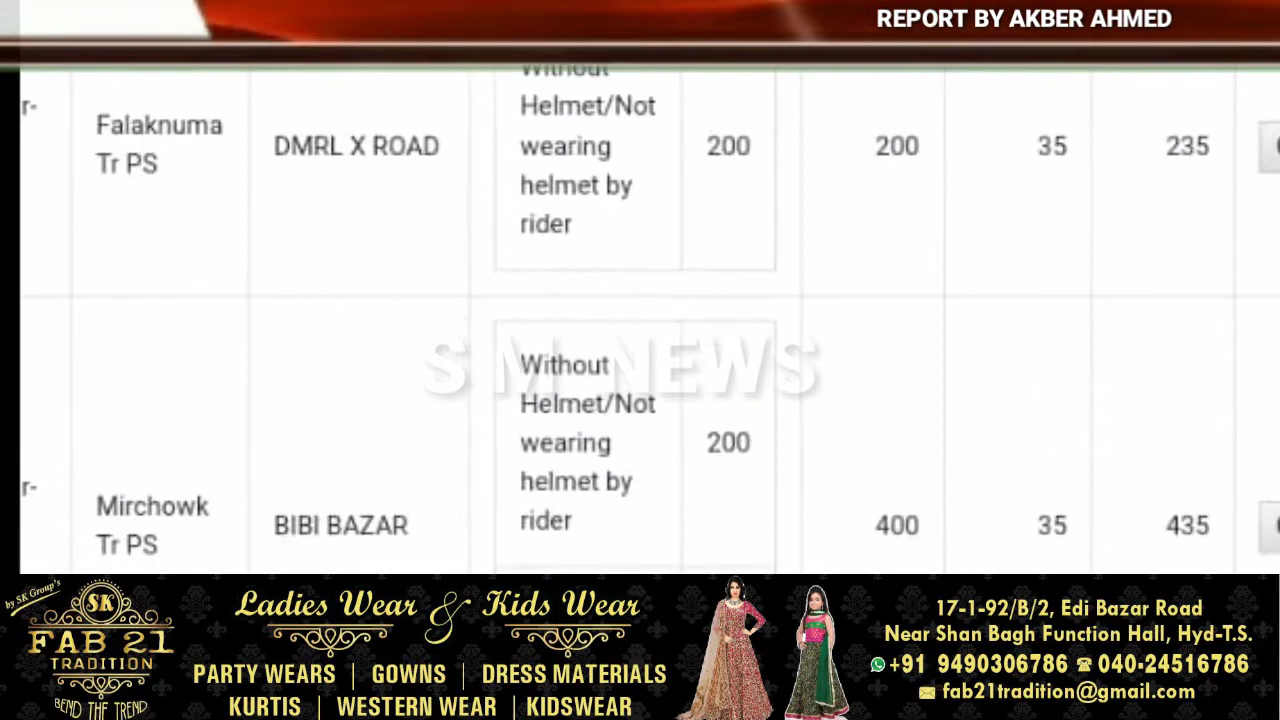 REPORT BY AKBER AHMED
Without
r-
Falaknuma
Tr PS
DMRL X ROAD
Helmet/Not
wearing
helmet by
rider
200
200
35
235
S M NEWS
Without
Helmet/Not
wearing
helmet by
rider
200
r-
Mirchowk
Tr PS
BIBI BAZAR
400
35
435
by SK Group's
SK
FAB 21
TRADITION
BEND THE TREND
Ladies Wear & Kids Wear
PARTY WEARS | GOWNS | DRESS MATERIALS
KURTIS | WESTERN WEAR | KIDSWEAR
17-1-92/B/2, Edi Bazar Road
Near Shan Bagh Function Hall, Hyd-T.S.
+91 9490306786 040-24516786
fab21tradition@gmail.com